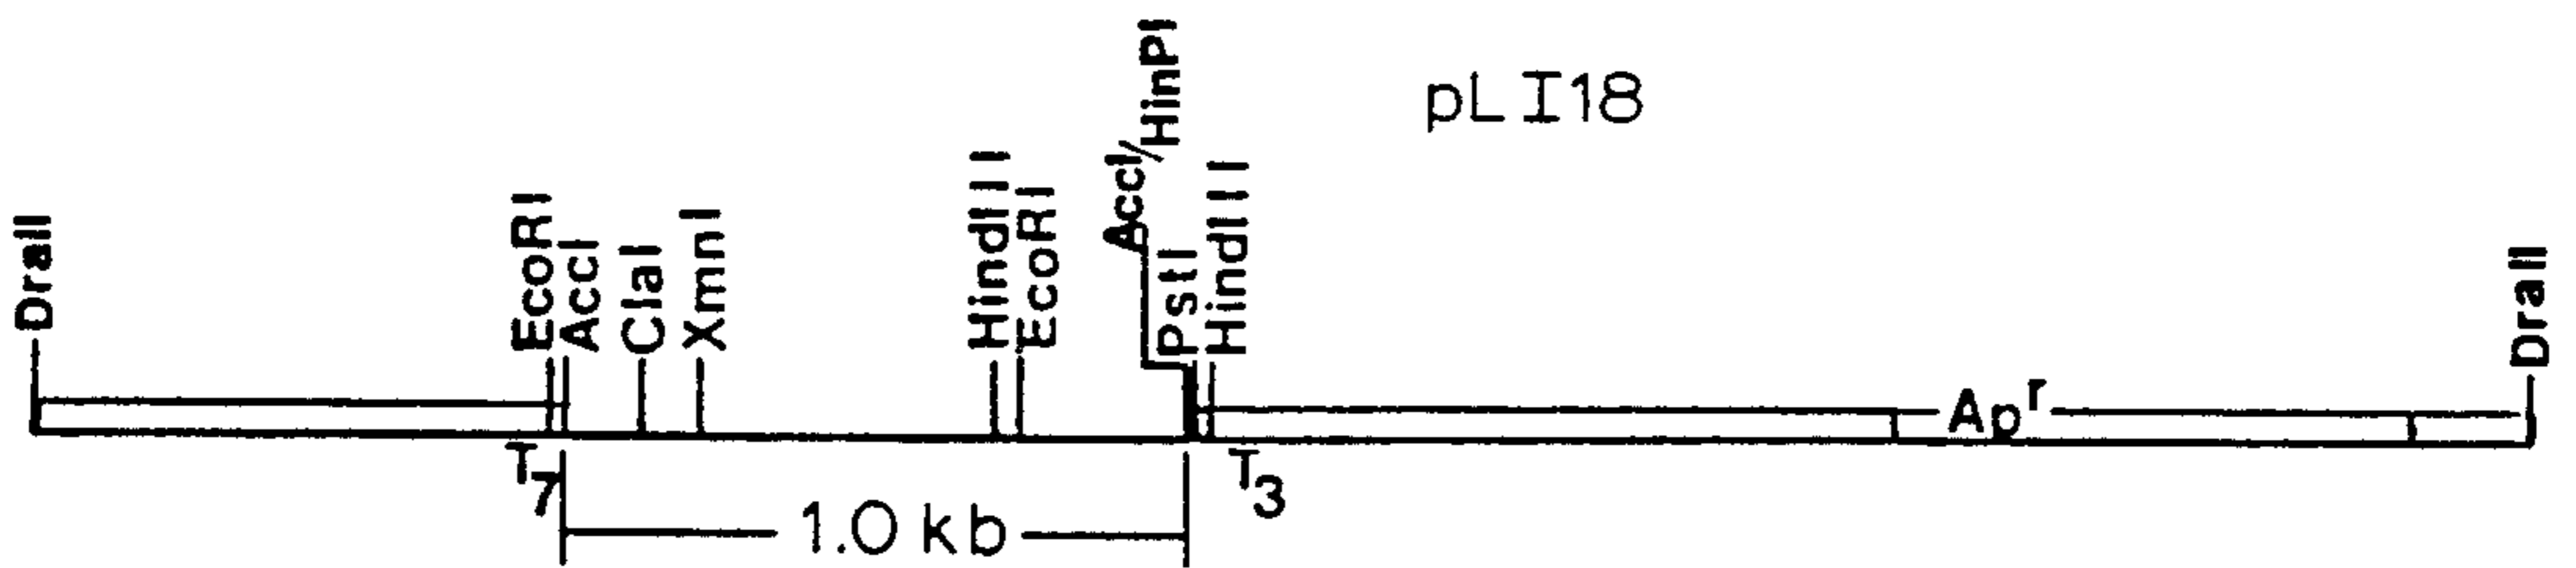 pLI18
DraII
EcoRI
AccI
ClaI
XmnI
HindIII
EcoRI
AccI/HinPI
PstI
HindIII
DraII
Apr
T7
T3
1.0 kb